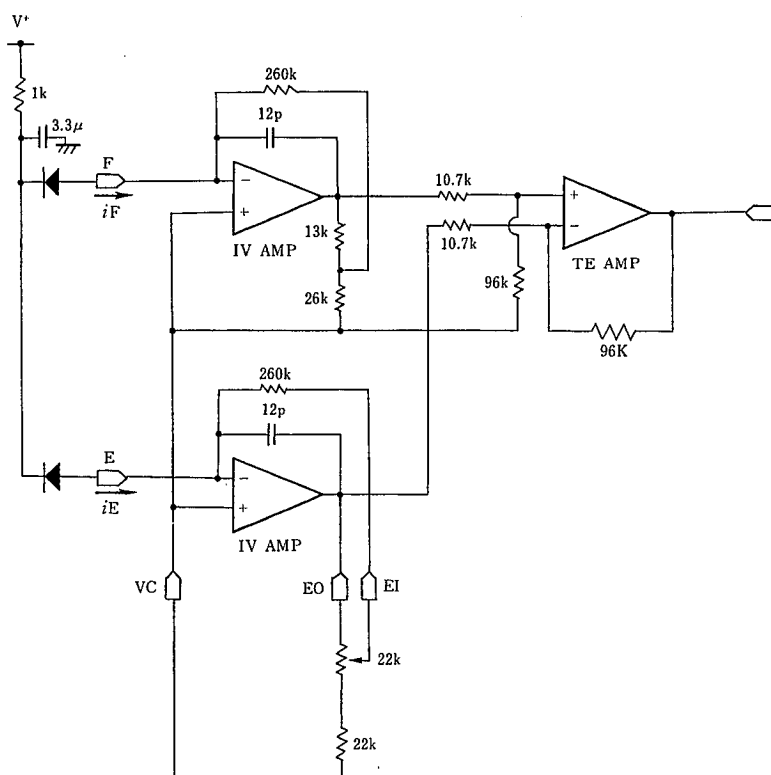 V+
1k
3.3μ
F
iF
260k
12p
−
+
IV AMP
13k
26k
10.7k
10.7k
96k
+
−
TE AMP
96K
260k
12p
E
iE
−
+
IV AMP
VC
EO
EI
22k
22k